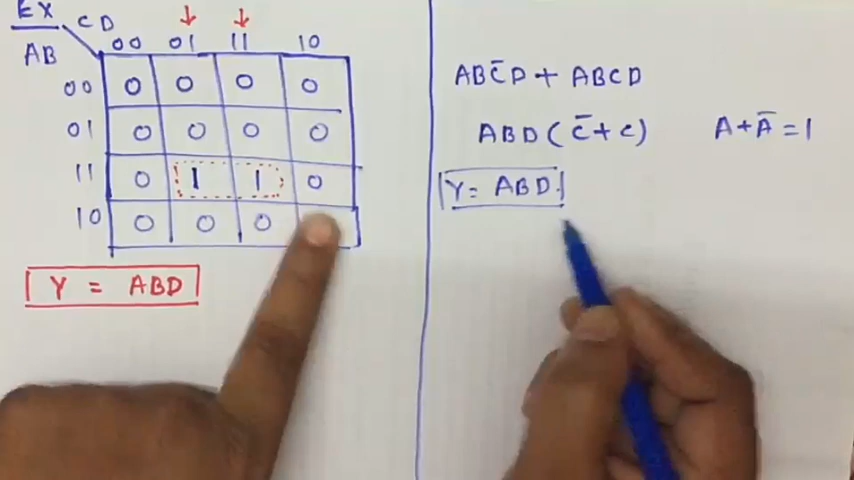 EX CD
AB 00 01 11 10
00 0 0 0 0
01 0 0 0 0
11 0 1 1 0
10 0 0 0
Y = ABD
ABC̅D + ABCD
ABD(C̅+C) A+A̅=1
Y= ABD.